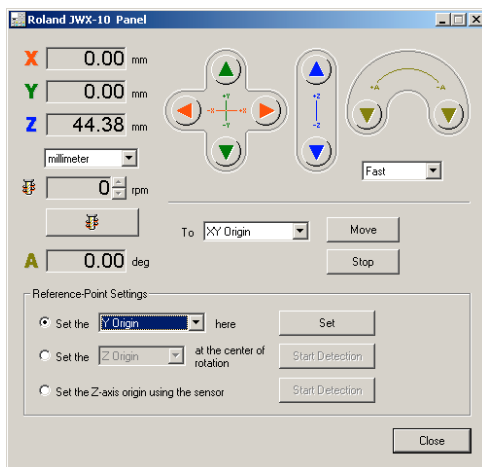 Roland JWX-10 Panel
X 0.00 mm
Y 0.00 mm
Z 44.38 mm
millimeter
0 rpm
A 0.00 deg
+Y
-X +X
-Y
+Z
-Z
+A -A
Fast
To XY Origin Move
Stop
Reference-Point Settings
Set the Y Origin here Set
Set the Z Origin at the center of rotation Start Detection
Set the Z-axis origin using the sensor Start Detection
Close